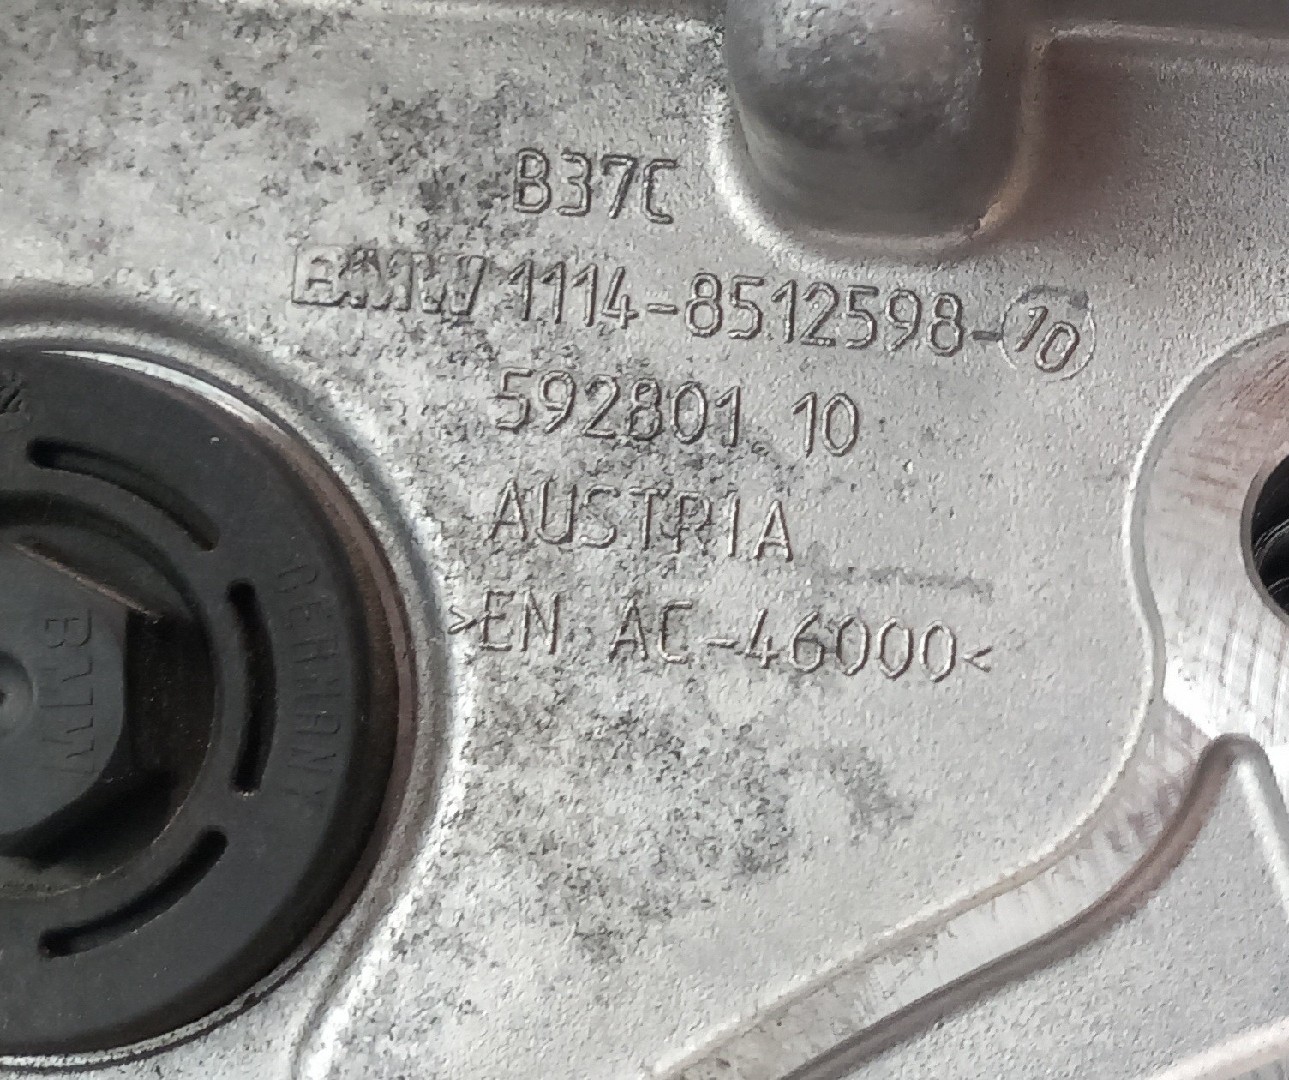 B37C
BMW 1114-8512598-10
592801.10
AUSTRIA
>EN AC-46000<
GERMANY
BMW